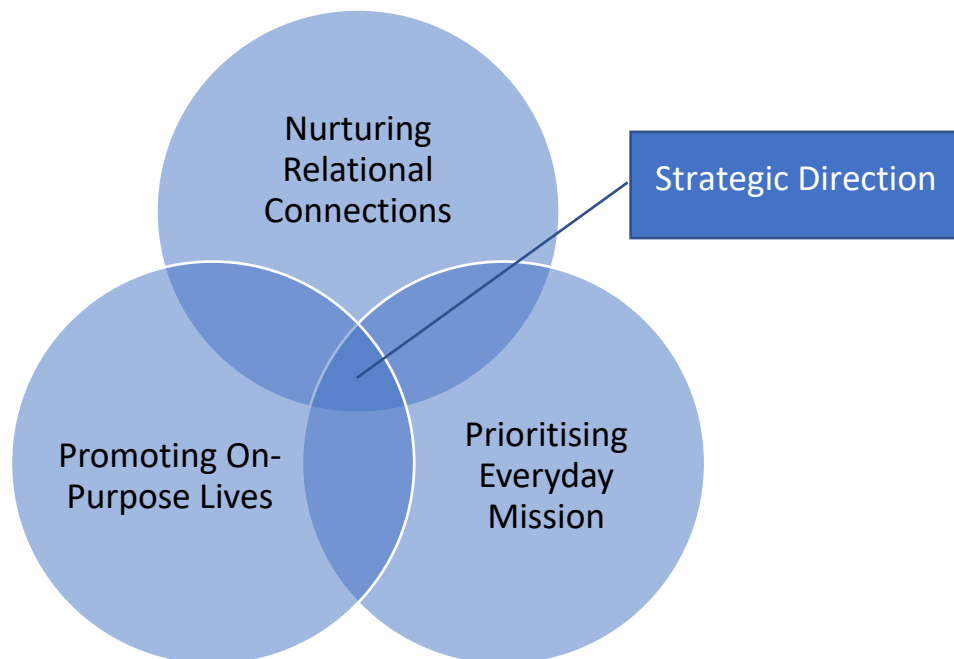 Nurturing
Relational
Connections
Strategic Direction
Promoting On-
Purpose Lives
Prioritising
Everyday
Mission